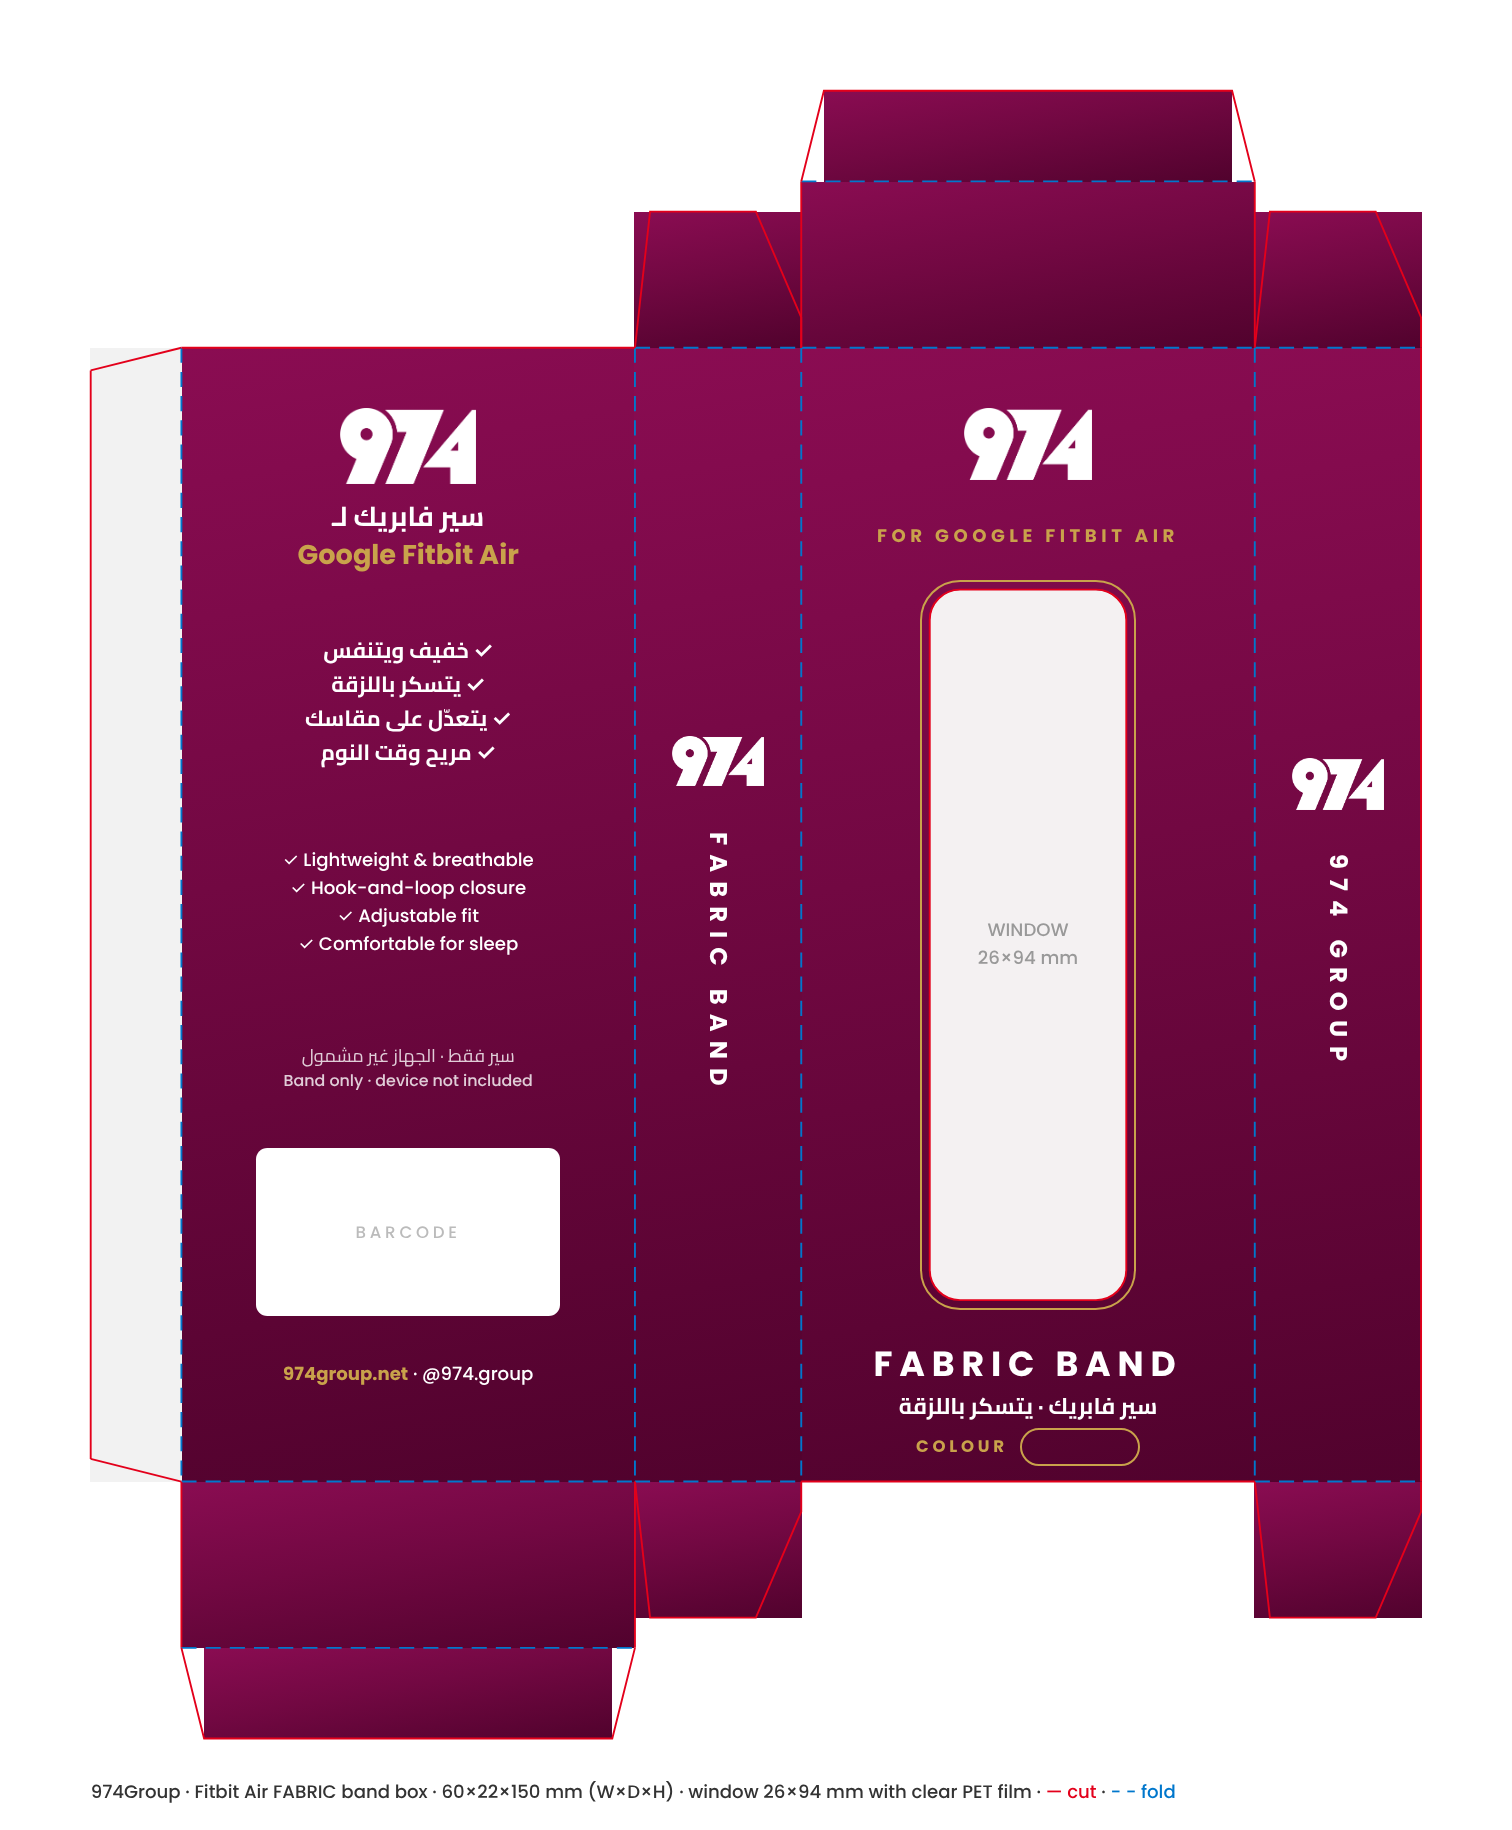 974
سير فابريك لـ
Google Fitbit Air
✓ خفيف ويتنفس
✓ يتسكر باللزقة
✓ يتعدّل على مقاسك
✓ مريح وقت النوم
✓ Lightweight & breathable
✓ Hook-and-loop closure
✓ Adjustable fit
✓ Comfortable for sleep
سير فقط · الجهاز غير مشمول
Band only · device not included
BARCODE
974group.net · @974.group
974
FABRIC BAND
974
FOR GOOGLE FITBIT AIR
WINDOW
26×94 mm
FABRIC BAND
سير فابريك · يتسكر باللزقة
COLOUR
974
974 GROUP
974Group · Fitbit Air FABRIC band box · 60×22×150 mm (W×D×H) · window 26×94 mm with clear PET film · — cut · - - fold